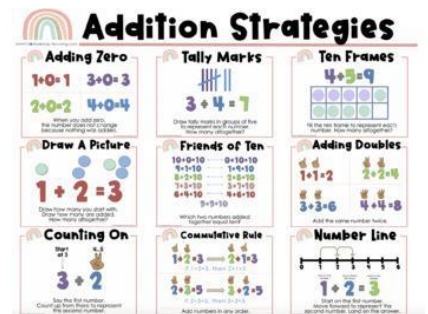 Addition Strategies
Adding Zero
1+0=1 3+0=3
2+0=2 4+0=4
When you add zero,
the number does not change
because nothing was added.
Tally Marks
3 + 4 = 7
Draw tally marks in groups of five
to represent each number.
How many altogether?
Ten Frames
4+5=9
Fill the ten frame to represent each
number. How many altogether?
Draw A Picture
1 + 2 = 3
Draw how many you start with.
Draw how many are added.
How many altogether?
Friends of Ten
10+0=10 0+10=10
9+1=10 1+9=10
8+2=10 2+8=10
7+3=10 3+7=10
6+4=10 4+6=10
5+5=10
Which two numbers added
together equal ten?
Adding Doubles
1+1=2 2+2=4
3+3=6 4+4=8
Add the same number twice.
Counting On
Start
at 3
3 + 2
Say the first number.
Count up from there to represent
the second number.
Commutative Rule
1+2=3 2+1=3
2+3=5 3+2=5
Add numbers in any order.
Number Line
0 1 2 3 4 5 6
1 + 2 = 3
Start on the first number.
Move forward to represent the
second number. Land on the answer.